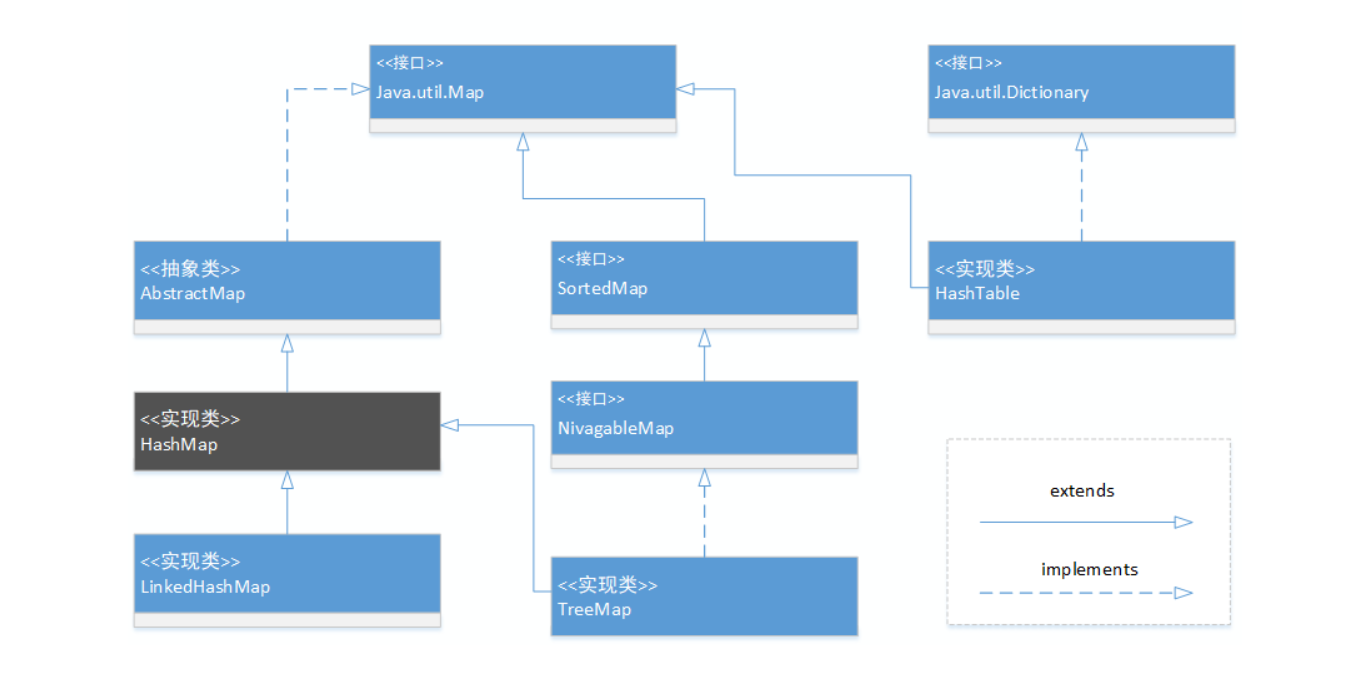 <<接口>>
Java.util.Map
<<接口>>
Java.util.Dictionary
<<抽象类>>
AbstractMap
<<接口>>
SortedMap
<<实现类>>
HashTable
<<实现类>>
HashMap
<<接口>>
NivagableMap
<<实现类>>
LinkedHashMap
<<实现类>>
TreeMap
extends
implements